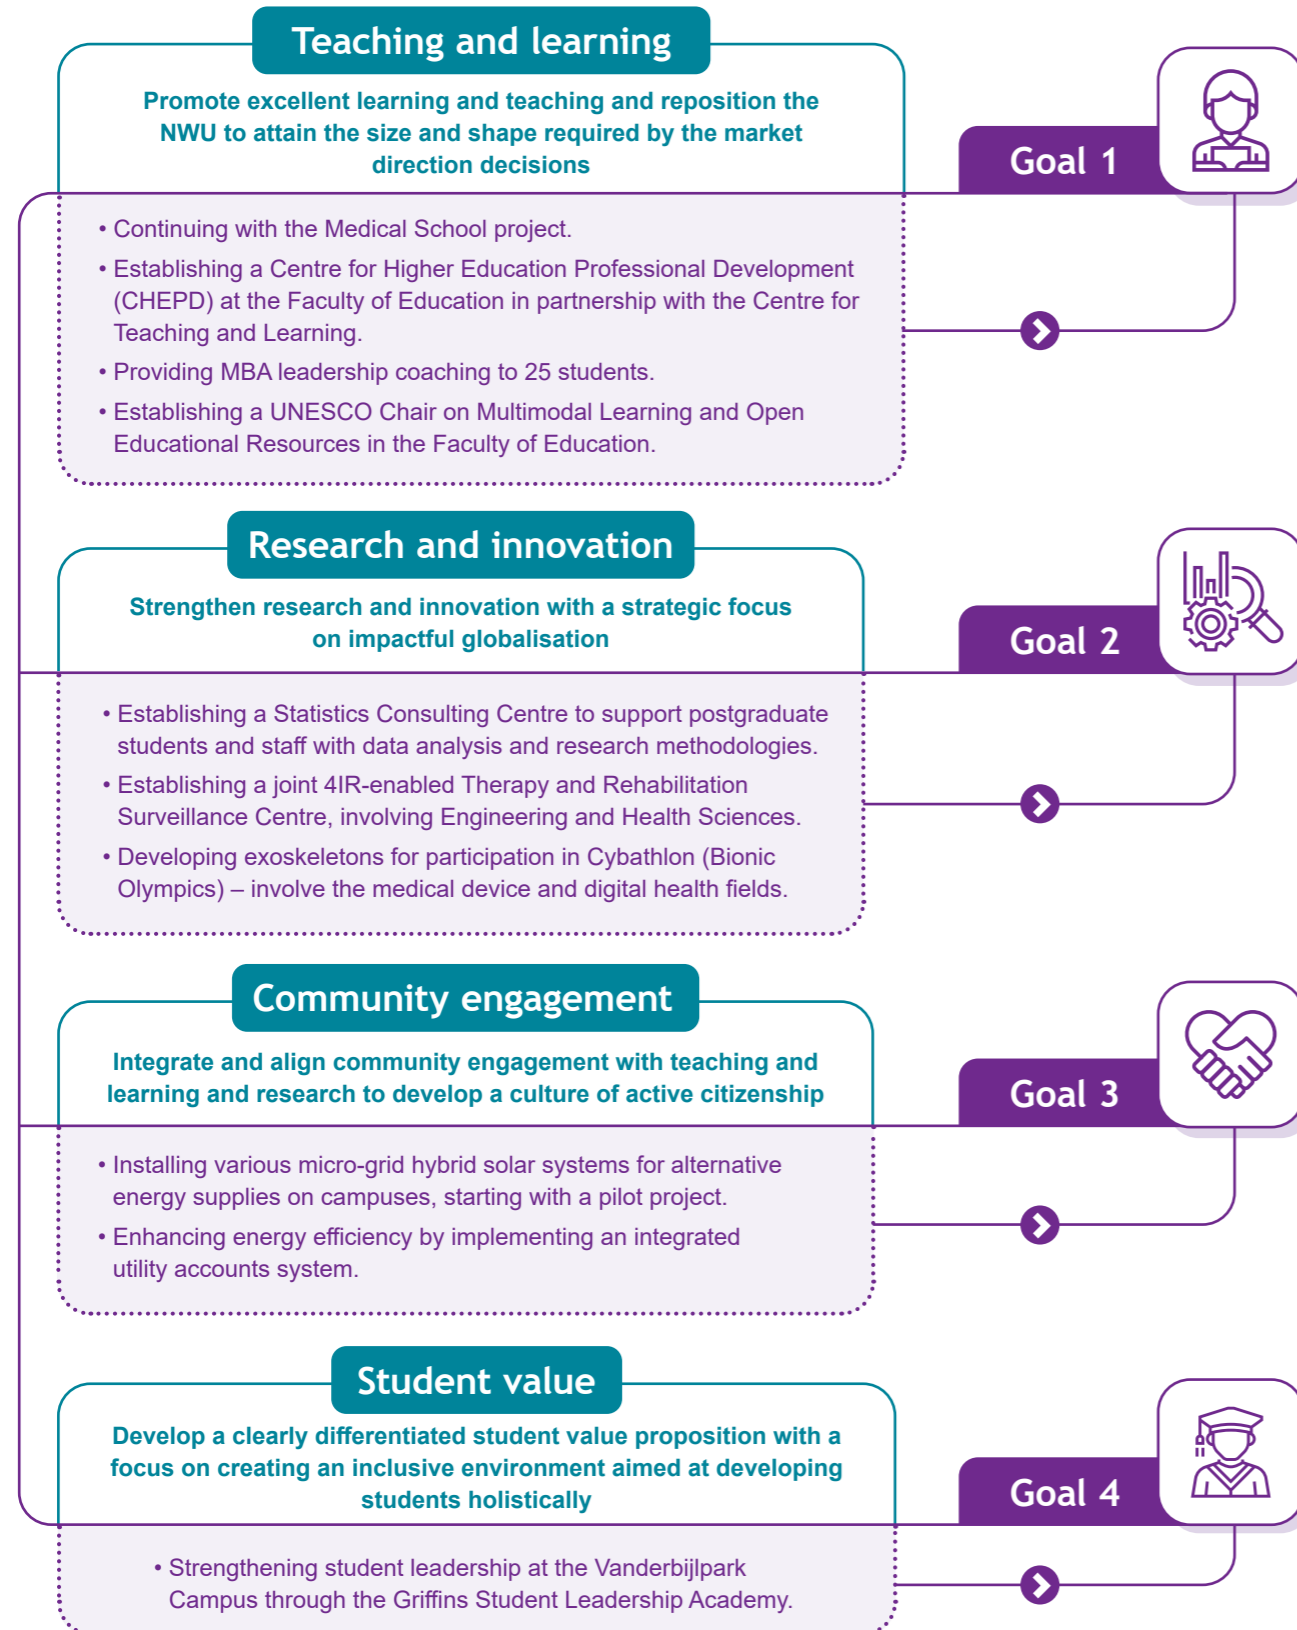 Teaching and learning
Promote excellent learning and teaching and reposition the
NWU to attain the size and shape required by the market
direction decisions
Goal 1
• Continuing with the Medical School project.
• Establishing a Centre for Higher Education Professional Development
(CHEPD) at the Faculty of Education in partnership with the Centre for
Teaching and Learning.
• Providing MBA leadership coaching to 25 students.
• Establishing a UNESCO Chair on Multimodal Learning and Open
Educational Resources in the Faculty of Education.
Research and innovation
Strengthen research and innovation with a strategic focus
on impactful globalisation
Goal 2
• Establishing a Statistics Consulting Centre to support postgraduate
students and staff with data analysis and research methodologies.
• Establishing a joint 4IR-enabled Therapy and Rehabilitation
Surveillance Centre, involving Engineering and Health Sciences.
• Developing exoskeletons for participation in Cybathlon (Bionic
Olympics) – involve the medical device and digital health fields.
Community engagement
Integrate and align community engagement with teaching and
learning and research to develop a culture of active citizenship
Goal 3
• Installing various micro-grid hybrid solar systems for alternative
energy supplies on campuses, starting with a pilot project.
• Enhancing energy efficiency by implementing an integrated
utility accounts system.
Student value
Develop a clearly differentiated student value proposition with a
focus on creating an inclusive environment aimed at developing
students holistically
Goal 4
• Strengthening student leadership at the Vanderbijlpark
Campus through the Griffins Student Leadership Academy.